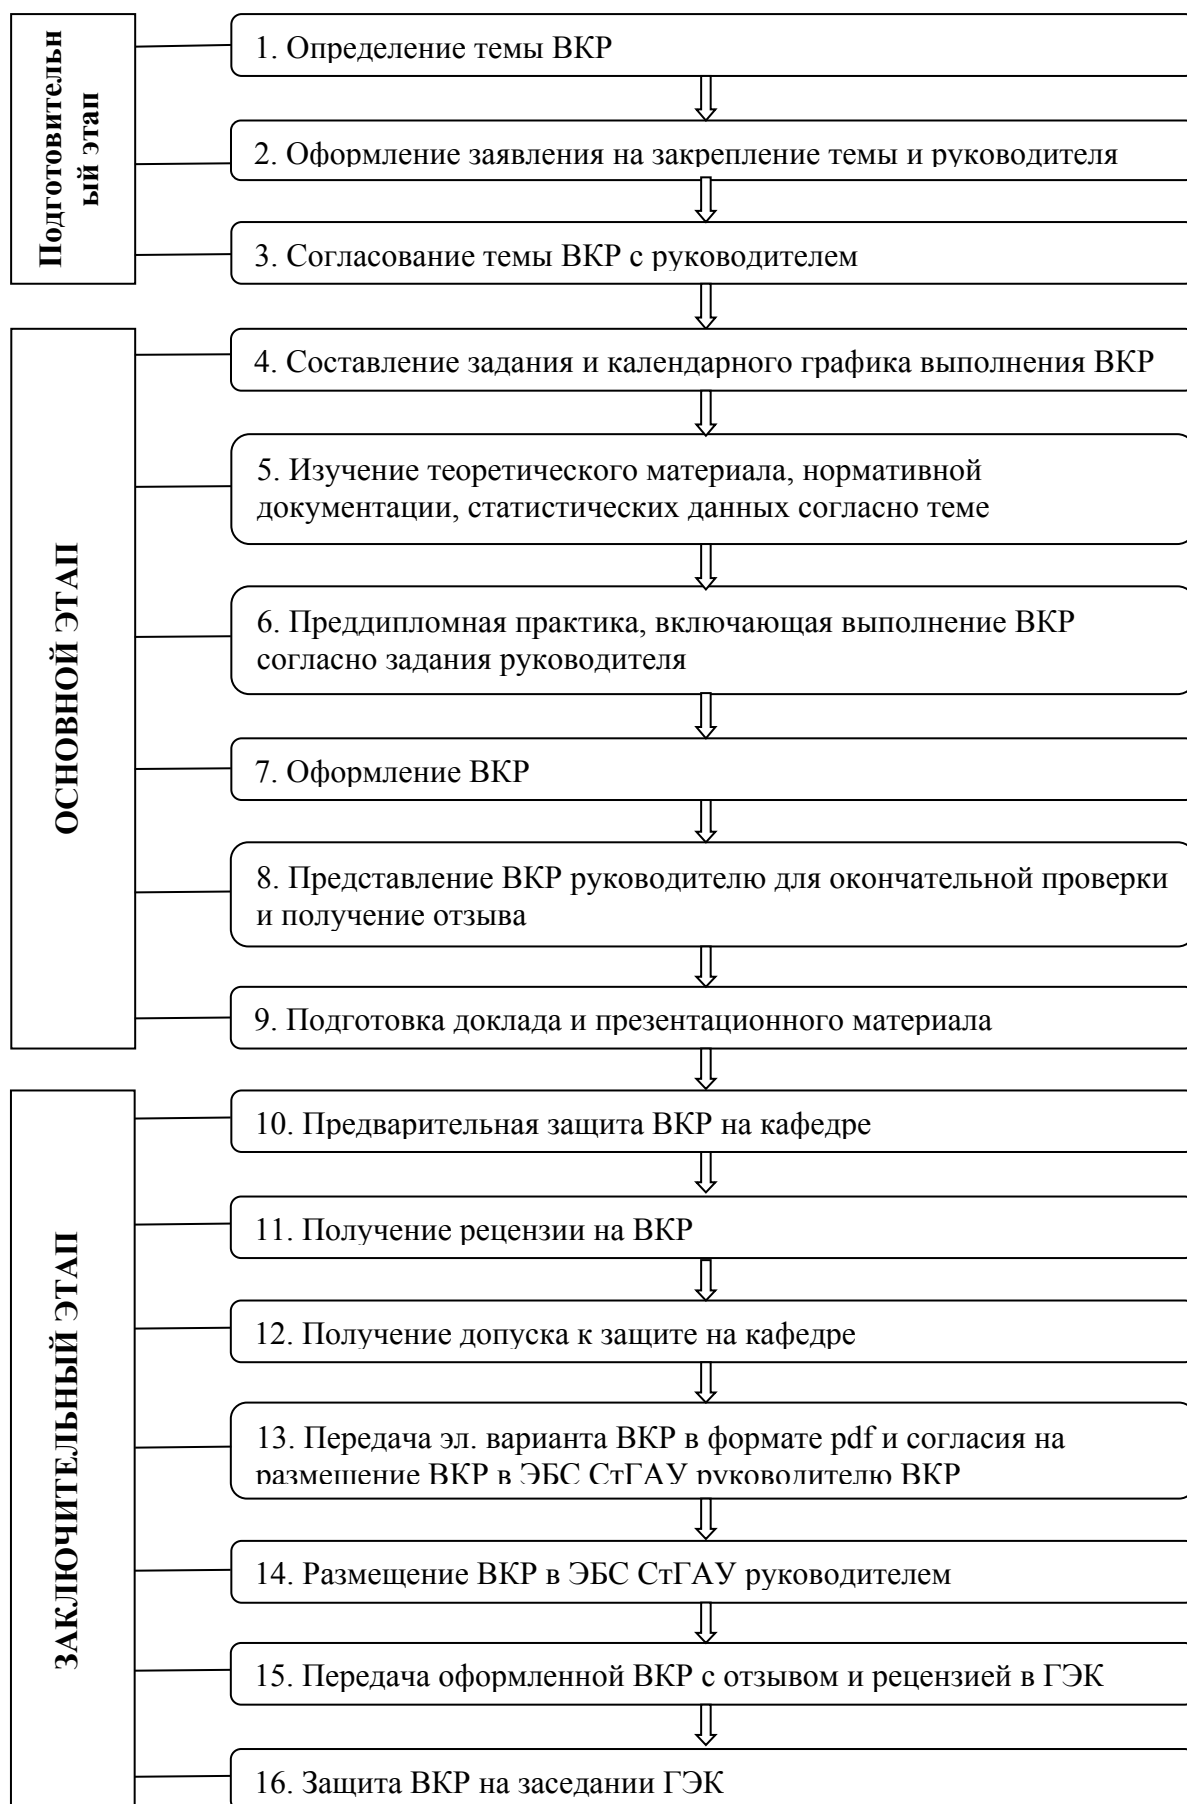 Подготовительн
ый этап
1. Определение темы ВКР
2. Оформление заявления на закрепление темы и руководителя
3. Согласование темы ВКР с руководителем
ОСНОВНОЙ ЭТАП
4. Составление задания и календарного графика выполнения ВКР
5. Изучение теоретического материала, нормативной
документации, статистических данных согласно теме
6. Преддипломная практика, включающая выполнение ВКР
согласно задания руководителя
7. Оформление ВКР
8. Представление ВКР руководителю для окончательной проверки
и получение отзыва
9. Подготовка доклада и презентационного материала
ЗАКЛЮЧИТЕЛЬНЫЙ ЭТАП
10. Предварительная защита ВКР на кафедре
11. Получение рецензии на ВКР
12. Получение допуска к защите на кафедре
13. Передача эл. варианта ВКР в формате pdf и согласия на
размещение ВКР в ЭБС СтГАУ руководителю ВКР
14. Размещение ВКР в ЭБС СтГАУ руководителем
15. Передача оформленной ВКР с отзывом и рецензией в ГЭК
16. Защита ВКР на заседании ГЭК